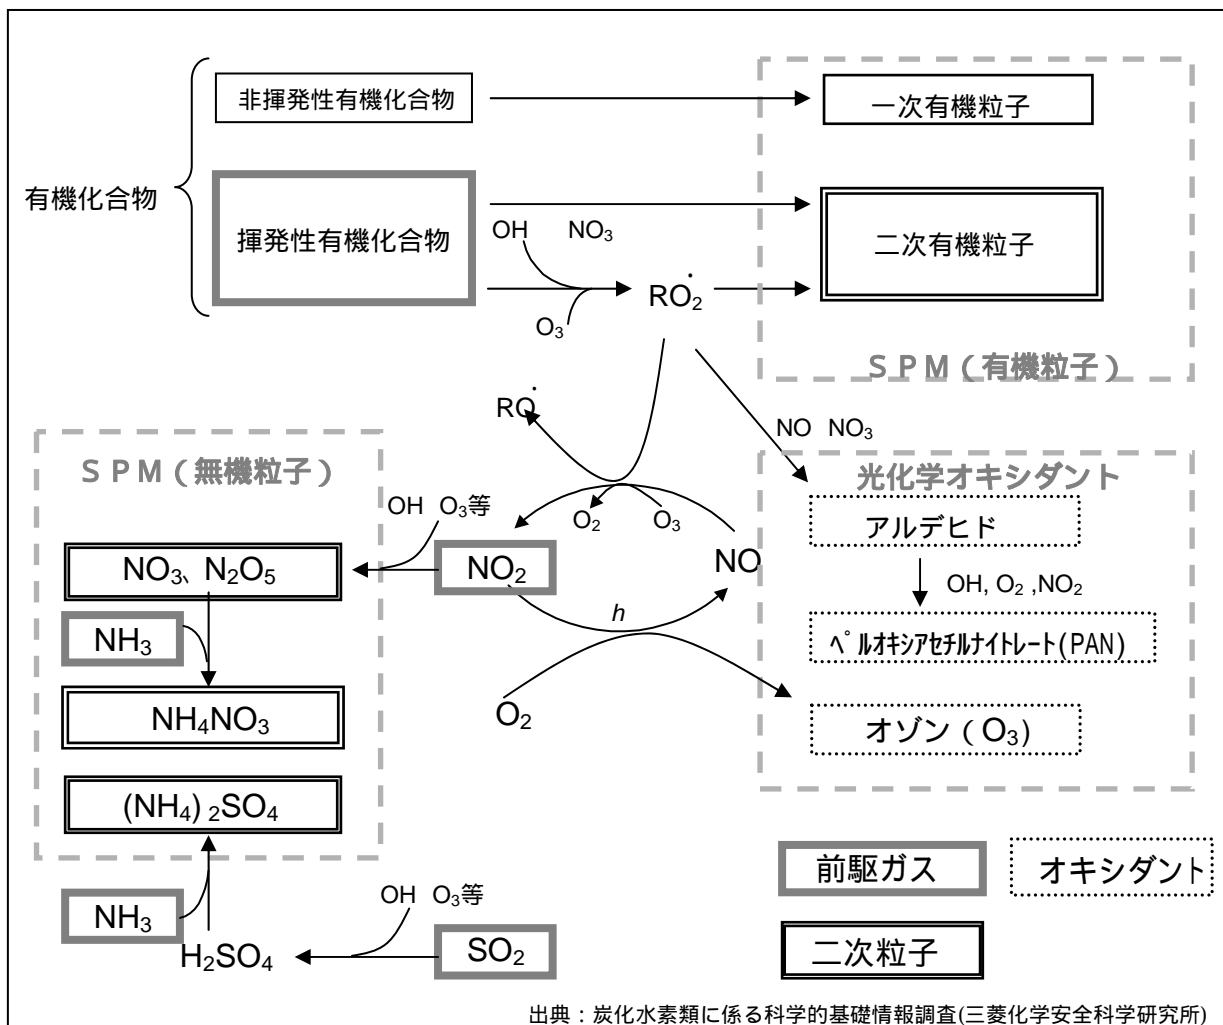 非揮発性有機化合物
一次有機粒子
有機化合物
揮発性有機化合物
OH NO₃
二次有機粒子
RO₂˙
O₃
ＳＰＭ（有機粒子）
RO˙
NO NO₃
ＳＰＭ（無機粒子）
光化学オキシダント
OH O₃等
O₂ O₃
アルデヒド
NO₃、N₂O₅
NO₂
NO
OH, O₂ ,NO₂
h
NH₃
ﾍﾟﾙｵｷｼｱｾﾁﾙﾅｲﾄﾚｰﾄ(PAN)
NH₄NO₃
O₂
オゾン（O₃）
(NH₄) ₂SO₄
前駆ガス
オキシダント
NH₃
OH O₃等
H₂SO₄
SO₂
二次粒子
出典：炭化水素類に係る科学的基礎情報調査(三菱化学安全科学研究所)